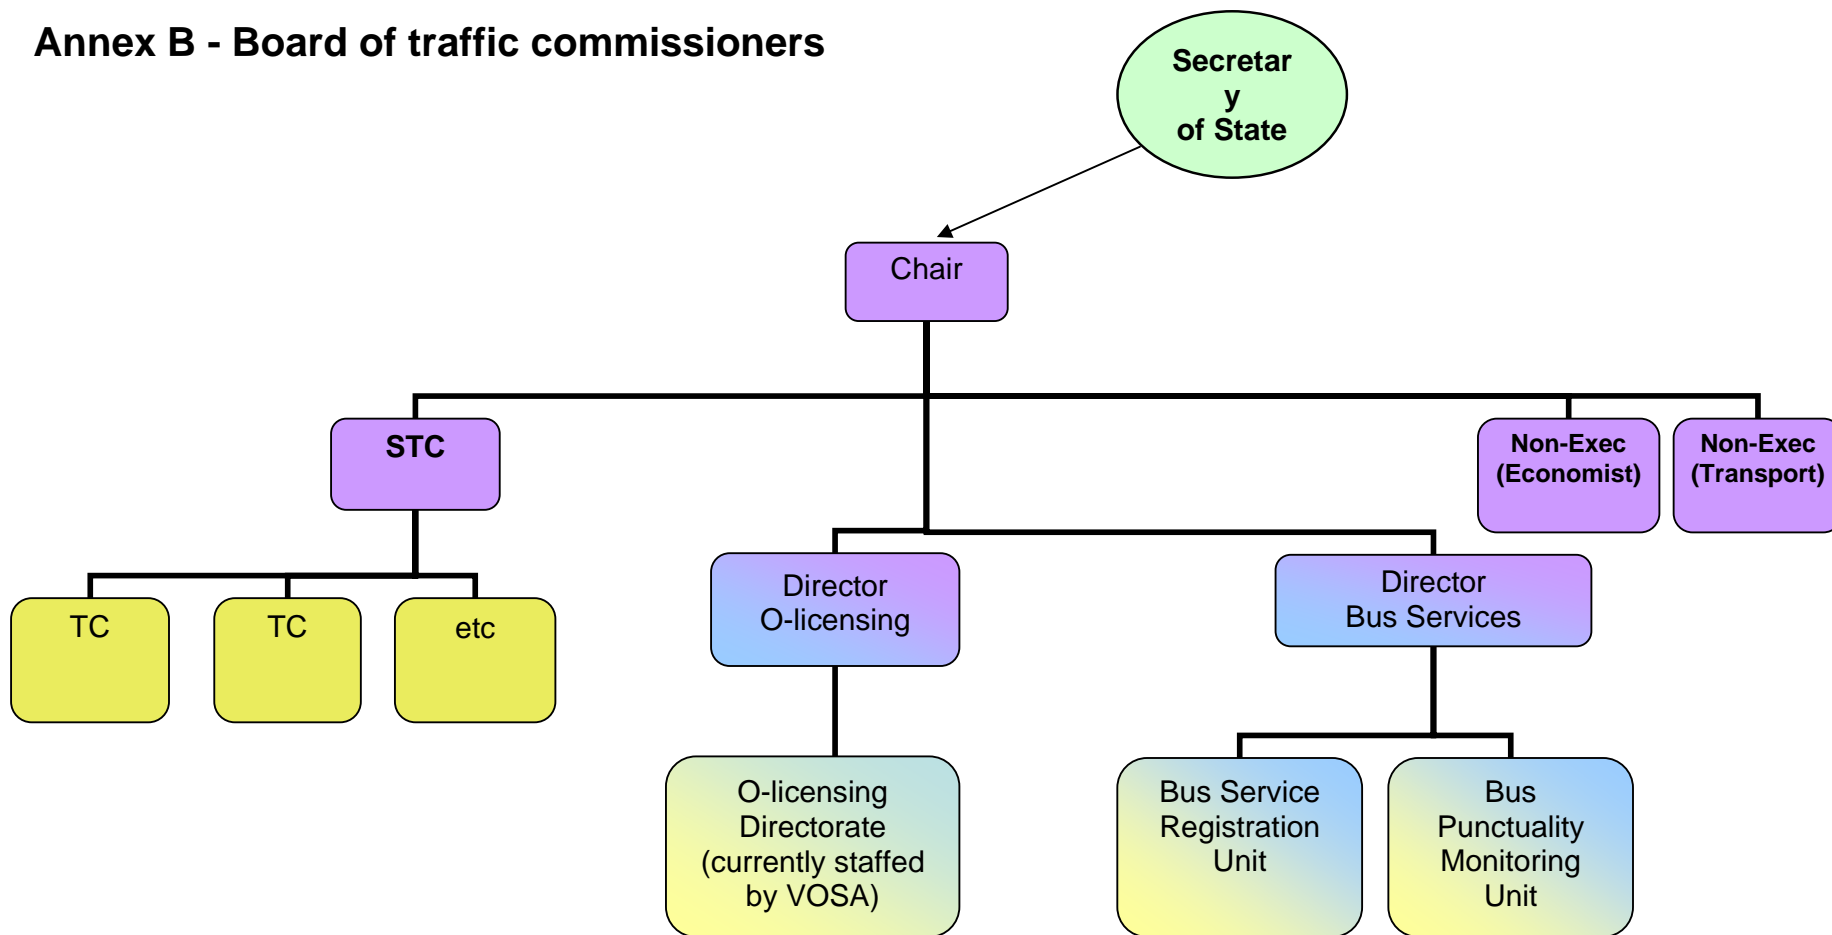 Annex B - Board of traffic commissioners
Secretar
y
of State
Chair
STC
Non-Exec
(Economist)
Non-Exec
(Transport)
TC
TC
etc
Director
O-licensing
Director
Bus Services
O-licensing
Directorate
(currently staffed
by VOSA)
Bus Service
Registration
Unit
Bus
Punctuality
Monitoring
Unit